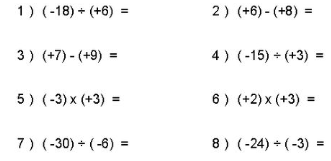 1 ) ( -18) ÷ (+6) = 2 ) (+6) - (+8) =
3 ) (+7) - (+9) = 4 ) ( -15) ÷ (+3) =
5 ) ( -3) x (+3) = 6 ) (+2) x (+3) =
7 ) ( -30) ÷ ( -6) = 8 ) ( -24) ÷ ( -3) =